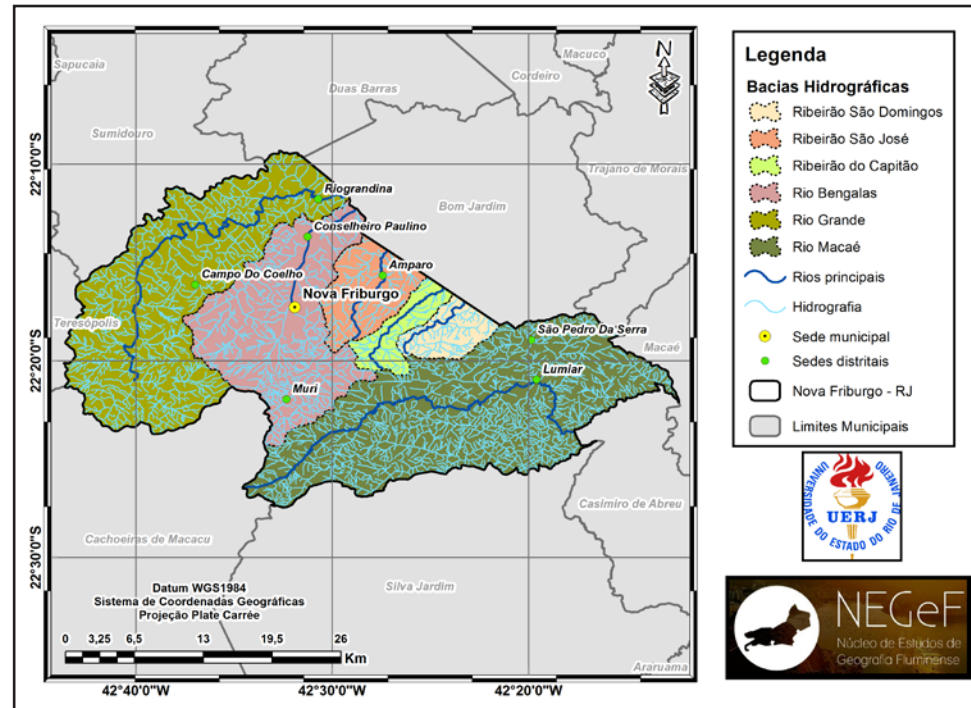 Sapucaia
Macuco
N
Duas Barras
Cordeiro
Sumidouro
Trajano de Morais
Riograndina
Bom Jardim
Conselheiro Paulino
Amparo
Campo Do Coelho
Nova Friburgo
Teresópolis
São Pedro Da Serra
Macaé
Lumiar
Muri
Casimiro de Abreu
Cachoeiras de Macacu
Silva Jardim
Araruama
22°10'0"S
22°20'0"S
22°30'0"S
Datum WGS1984
Sistema de Coordenadas Geográficas
Projeção Plate Carrée
0 3,25 6,5 13 19,5 26
Km
42°40'0"W 42°30'0"W 42°20'0"W
Legenda
Bacias Hidrográficas
Ribeirão São Domingos
Ribeirão São José
Ribeirão do Capitão
Rio Bengalas
Rio Grande
Rio Macaé
Rios principais
Hidrografia
Sede municipal
Sedes distritais
Nova Friburgo - RJ
Limites Municipais
UERJ
UNIVERSIDADE DO ESTADO DO RIO DE JANEIRO
NEGeF
Núcleo de Estudos de
Geografia Fluminense